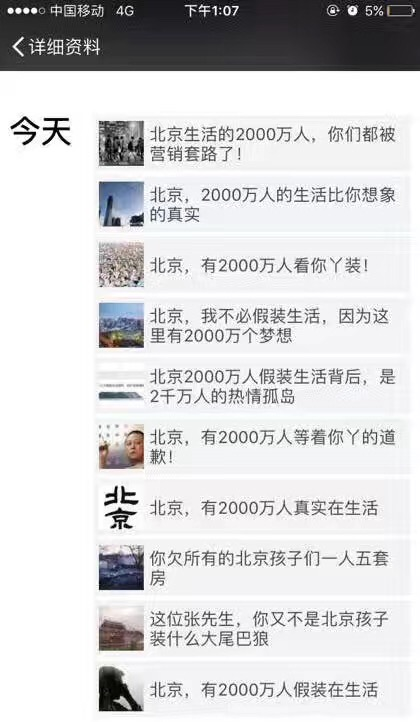 中国移动 4G 下午1:07 5%
详细资料
今天
北京生活的2000万人，你们都被
营销套路了！
北京，2000万人的生活比你想象
的真实
北京，有2000万人看你丫装！
北京，我不必假装生活，因为这
里有2000万个梦想
北京2000万人假装生活背后，是
2千万人的热情孤岛
北京，有2000万人等着你丫的道
歉！
北京
北京，有2000万人真实在生活
你欠所有的北京孩子们一人五套
房
这位张先生，你又不是北京孩子
装什么大尾巴狼
北京，有2000万人假装在生活